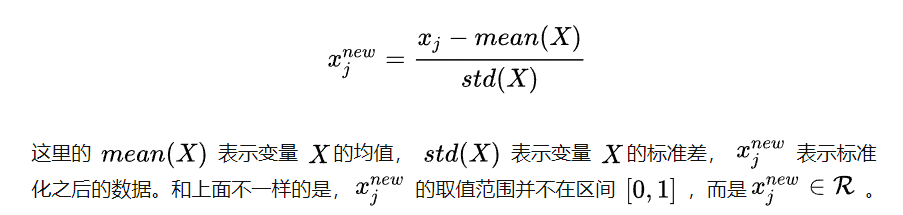 $x_j^{new} = \frac{x_j - mean(X)}{std(X)}$
这里的 $mean(X)$ 表示变量 $X$ 的均值， $std(X)$ 表示变量 $X$ 的标准差， $x_j^{new}$ 表示标准
化之后的数据。和上面不一样的是，$x_j^{new}$ 的取值范围并不在区间 $[0,1]$ ，而是 $x_j^{new} \in \mathcal{R}$ 。